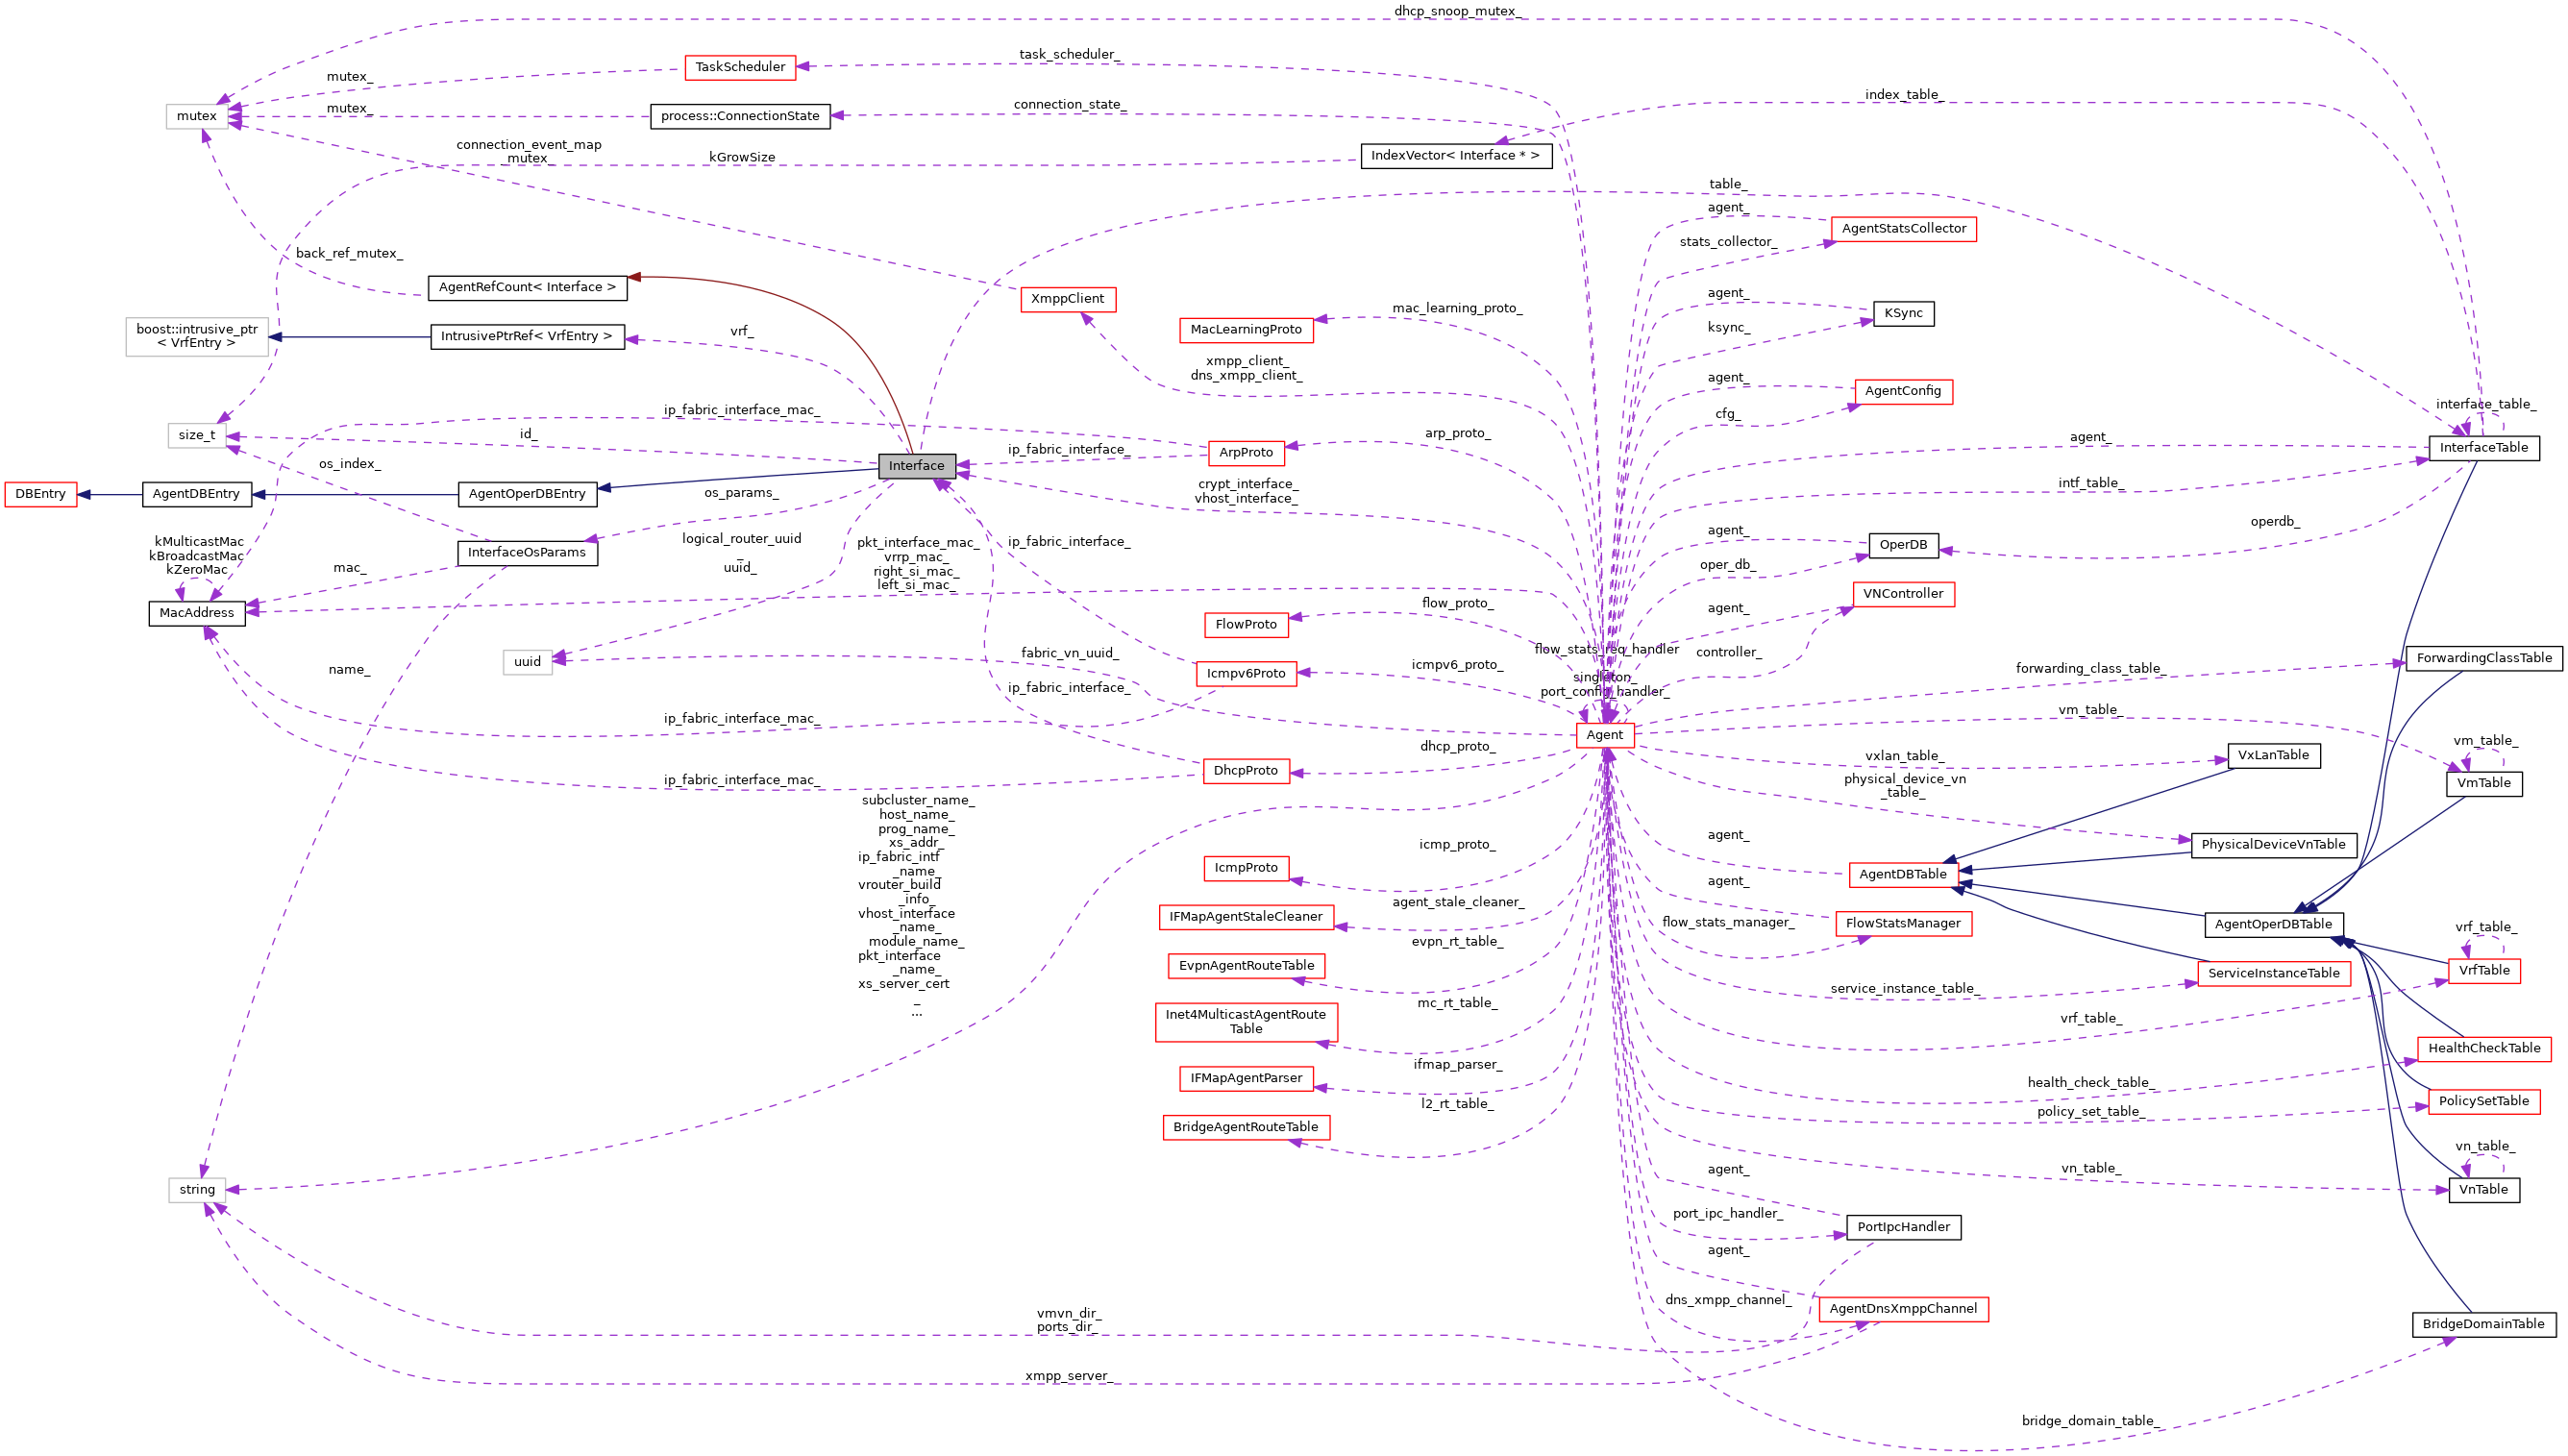 dhcp_snoop_mutex_
task_scheduler_
TaskScheduler
mutex_
index_table_
connection_state_
mutex_
mutex
process::ConnectionState
connection_event_map
_mutex_
kGrowSize
IndexVector< Interface * >
table_
agent_
AgentStatsCollector
stats_collector_
back_ref_mutex_
AgentRefCount< Interface >
XmppClient
agent_
KSync
mac_learning_proto_
MacLearningProto
ksync_
boost::intrusive_ptr
< VrfEntry >
IntrusivePtrRef< VrfEntry >
vrf_
xmpp_client_
dns_xmpp_client_
agent_
AgentConfig
cfg_
interface_table_
ip_fabric_interface_mac_
size_t
id_
arp_proto_
agent_
InterfaceTable
ip_fabric_interface_
ArpProto
os_index_
Interface
DBEntry
AgentDBEntry
AgentOperDBEntry
os_params_
crypt_interface_
vhost_interface_
intf_table_
operdb_
agent_
OperDB
kMulticastMac
kBroadcastMac
kZeroMac
InterfaceOsParams
logical_router_uuid
_
uuid_
pkt_interface_mac_
vrrp_mac_
right_si_mac_
left_si_mac_
ip_fabric_interface_
oper_db_
mac_
MacAddress
VNController
flow_proto_
FlowProto
agent_
flow_stats_req_handler
_
singleton_
port_config_handler_
controller_
uuid
fabric_vn_uuid_
icmpv6_proto_
Icmpv6Proto
name_
ip_fabric_interface_
forwarding_class_table_
ForwardingClassTable
ip_fabric_interface_mac_
vm_table_
Agent
dhcp_proto_
DhcpProto
vxlan_table_
VxLanTable
vm_table_
VmTable
ip_fabric_interface_mac_
physical_device_vn
_table_
subcluster_name_
host_name_
prog_name_
xs_addr_
ip_fabric_intf
_name_
vrouter_build
_info_
vhost_interface
_name_
module_name_
pkt_interface
_name_
xs_server_cert
_
...
agent_
PhysicalDeviceVnTable
icmp_proto_
IcmpProto
AgentDBTable
agent_
agent_stale_cleaner_
IFMapAgentStaleCleaner
flow_stats_manager_
FlowStatsManager
AgentOperDBTable
vrf_table_
evpn_rt_table_
EvpnAgentRouteTable
ServiceInstanceTable
VrfTable
service_instance_table_
mc_rt_table_
Inet4MulticastAgentRoute
Table
vrf_table_
HealthCheckTable
ifmap_parser_
IFMapAgentParser
health_check_table_
l2_rt_table_
BridgeAgentRouteTable
policy_set_table_
PolicySetTable
vn_table_
agent_
vn_table_
string
VnTable
port_ipc_handler_
PortIpcHandler
agent_
dns_xmpp_channel_
AgentDnsXmppChannel
vmvn_dir_
ports_dir_
BridgeDomainTable
xmpp_server_
bridge_domain_table_